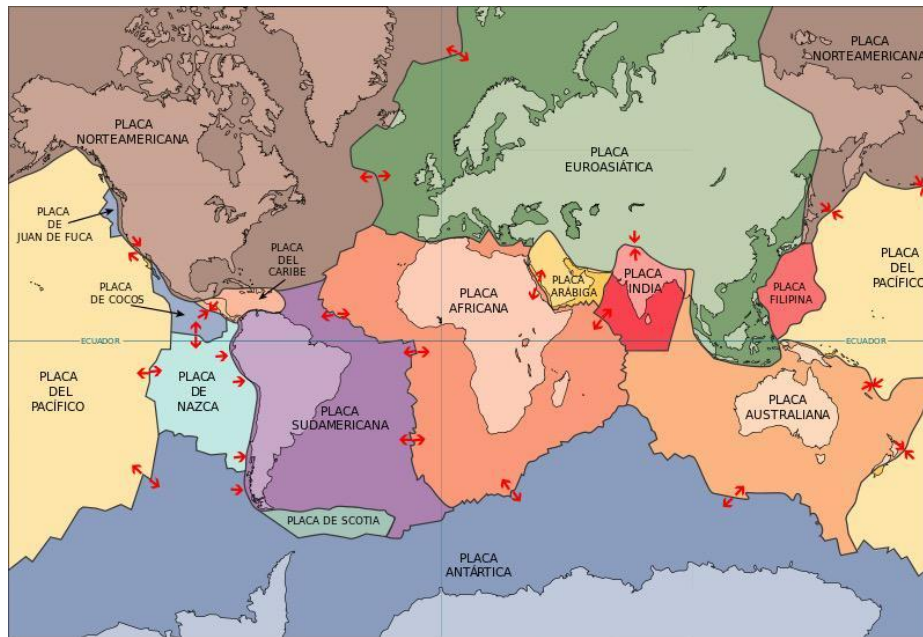 PLACA
NORTEAMERICANA
PLACA
NORTEAMERICANA
PLACA
EUROASIÁTICA
PLACA
DE
JUAN DE FUCA
PLACA
DEL
CARIBE
PLACA
DE COCOS
PLACA
ARÁBIGA
PLACA
INDIA
PLACA
FILIPINA
PLACA
DEL
PACÍFICO
PLACA
AFRICANA
ECUADOR
ECUADOR
PLACA
DEL
PACÍFICO
PLACA
DE
NAZCA
PLACA
SUDAMERICANA
PLACA
AUSTRALIANA
PLACA DE SCOTIA
PLACA
ANTÁRTICA